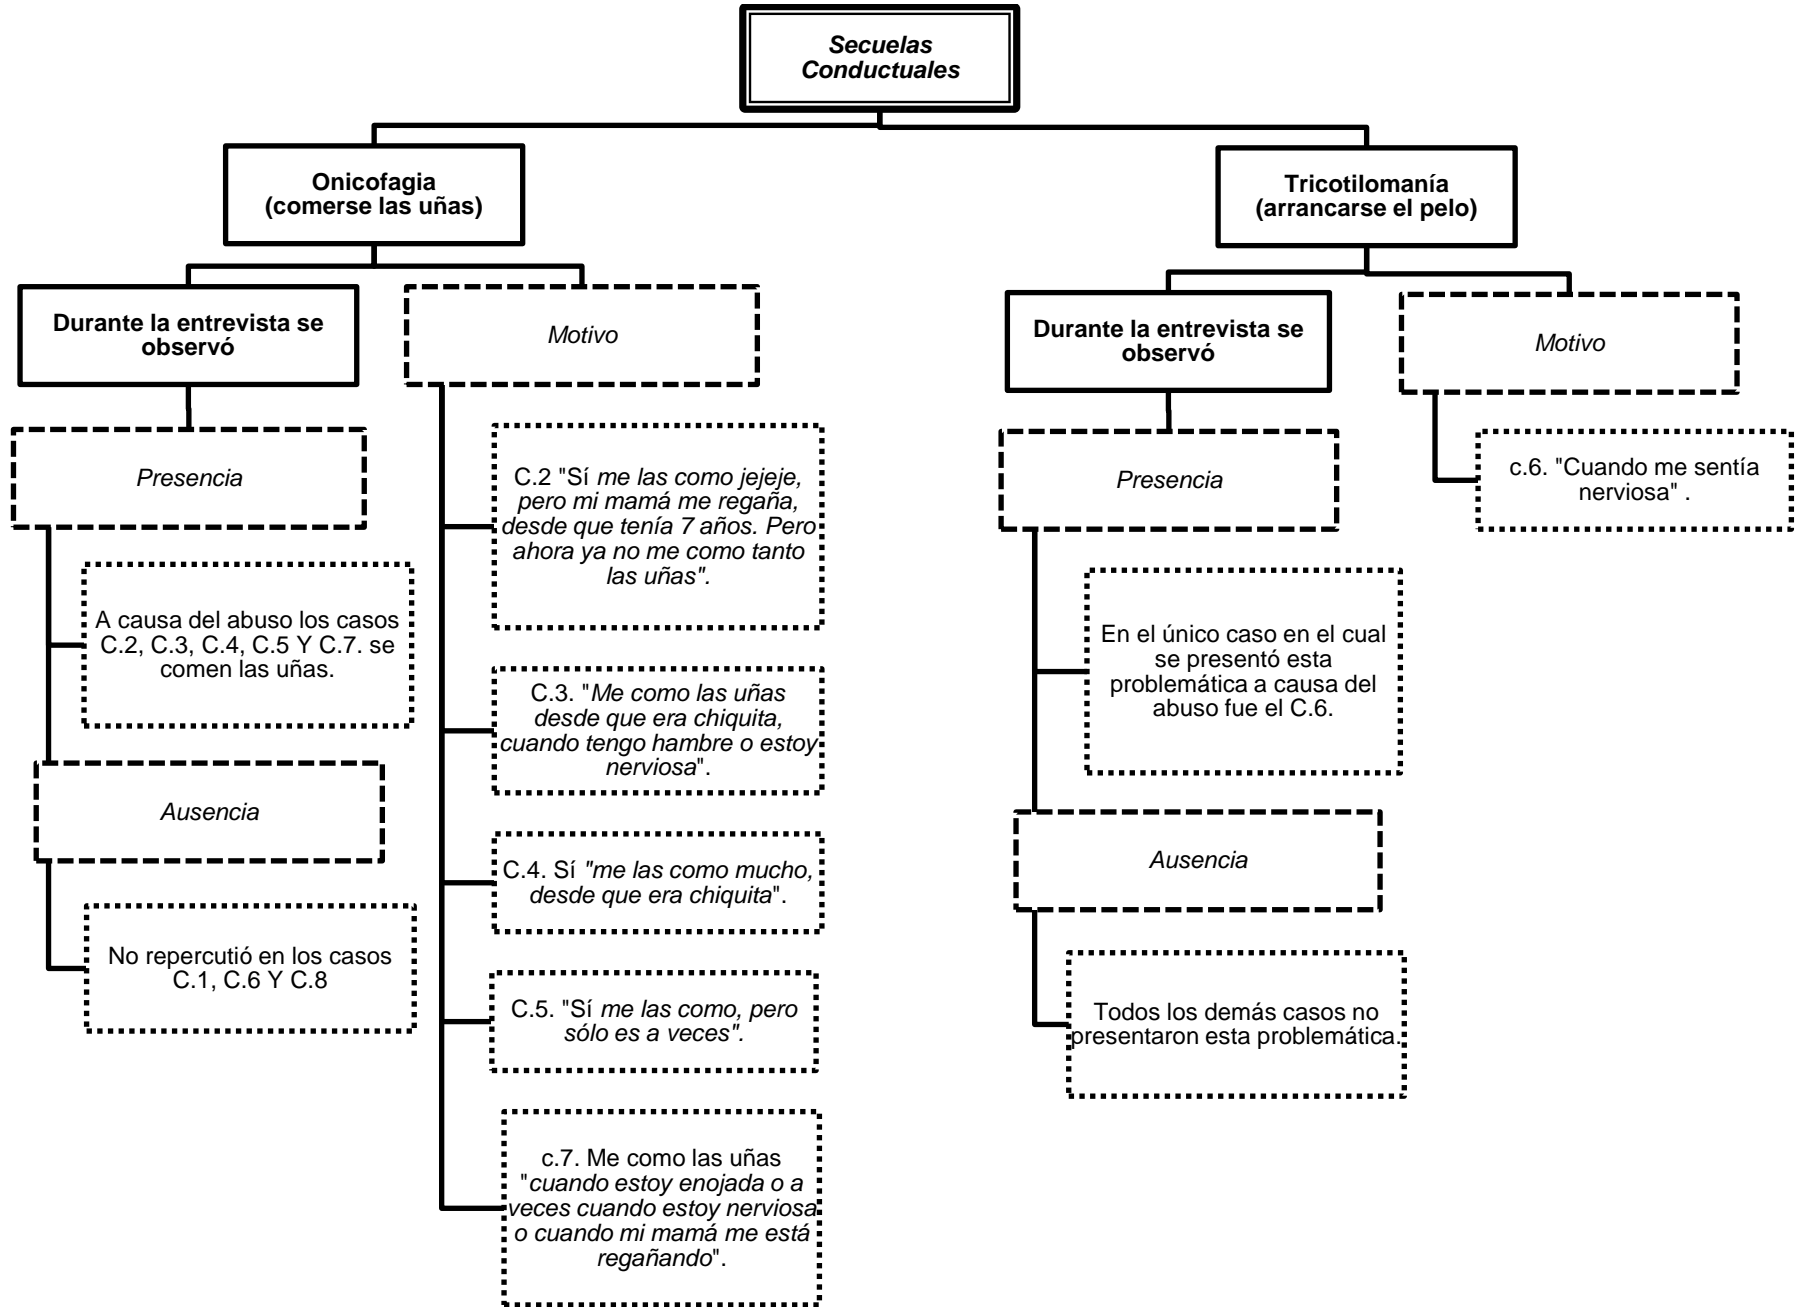 Secuelas
Conductuales
Onicofagia
(comerse las uñas)
Durante la entrevista se
observó
Presencia
A causa del abuso los casos
C.2, C.3, C.4, C.5 Y C.7. se
comen las uñas.
Ausencia
No repercutió en los casos
C.1, C.6 Y C.8
Motivo
C.2 "Sí me las como jejeje,
pero mi mamá me regaña,
desde que tenía 7 años. Pero
ahora ya no me como tanto
las uñas".
C.3. "Me como las uñas
desde que era chiquita,
cuando tengo hambre o estoy
nerviosa".
C.4. Sí "me las como mucho,
desde que era chiquita".
C.5. "Sí me las como, pero
sólo es a veces".
c.7. Me como las uñas
"cuando estoy enojada o a
veces cuando estoy nerviosa
o cuando mi mamá me está
regañando".
Tricotilomanía
(arrancarse el pelo)
Durante la entrevista se
observó
Presencia
En el único caso en el cual
se presentó esta
problemática a causa del
abuso fue el C.6.
Ausencia
Todos los demás casos no
presentaron esta problemática.
Motivo
c.6. "Cuando me sentía
nerviosa" .